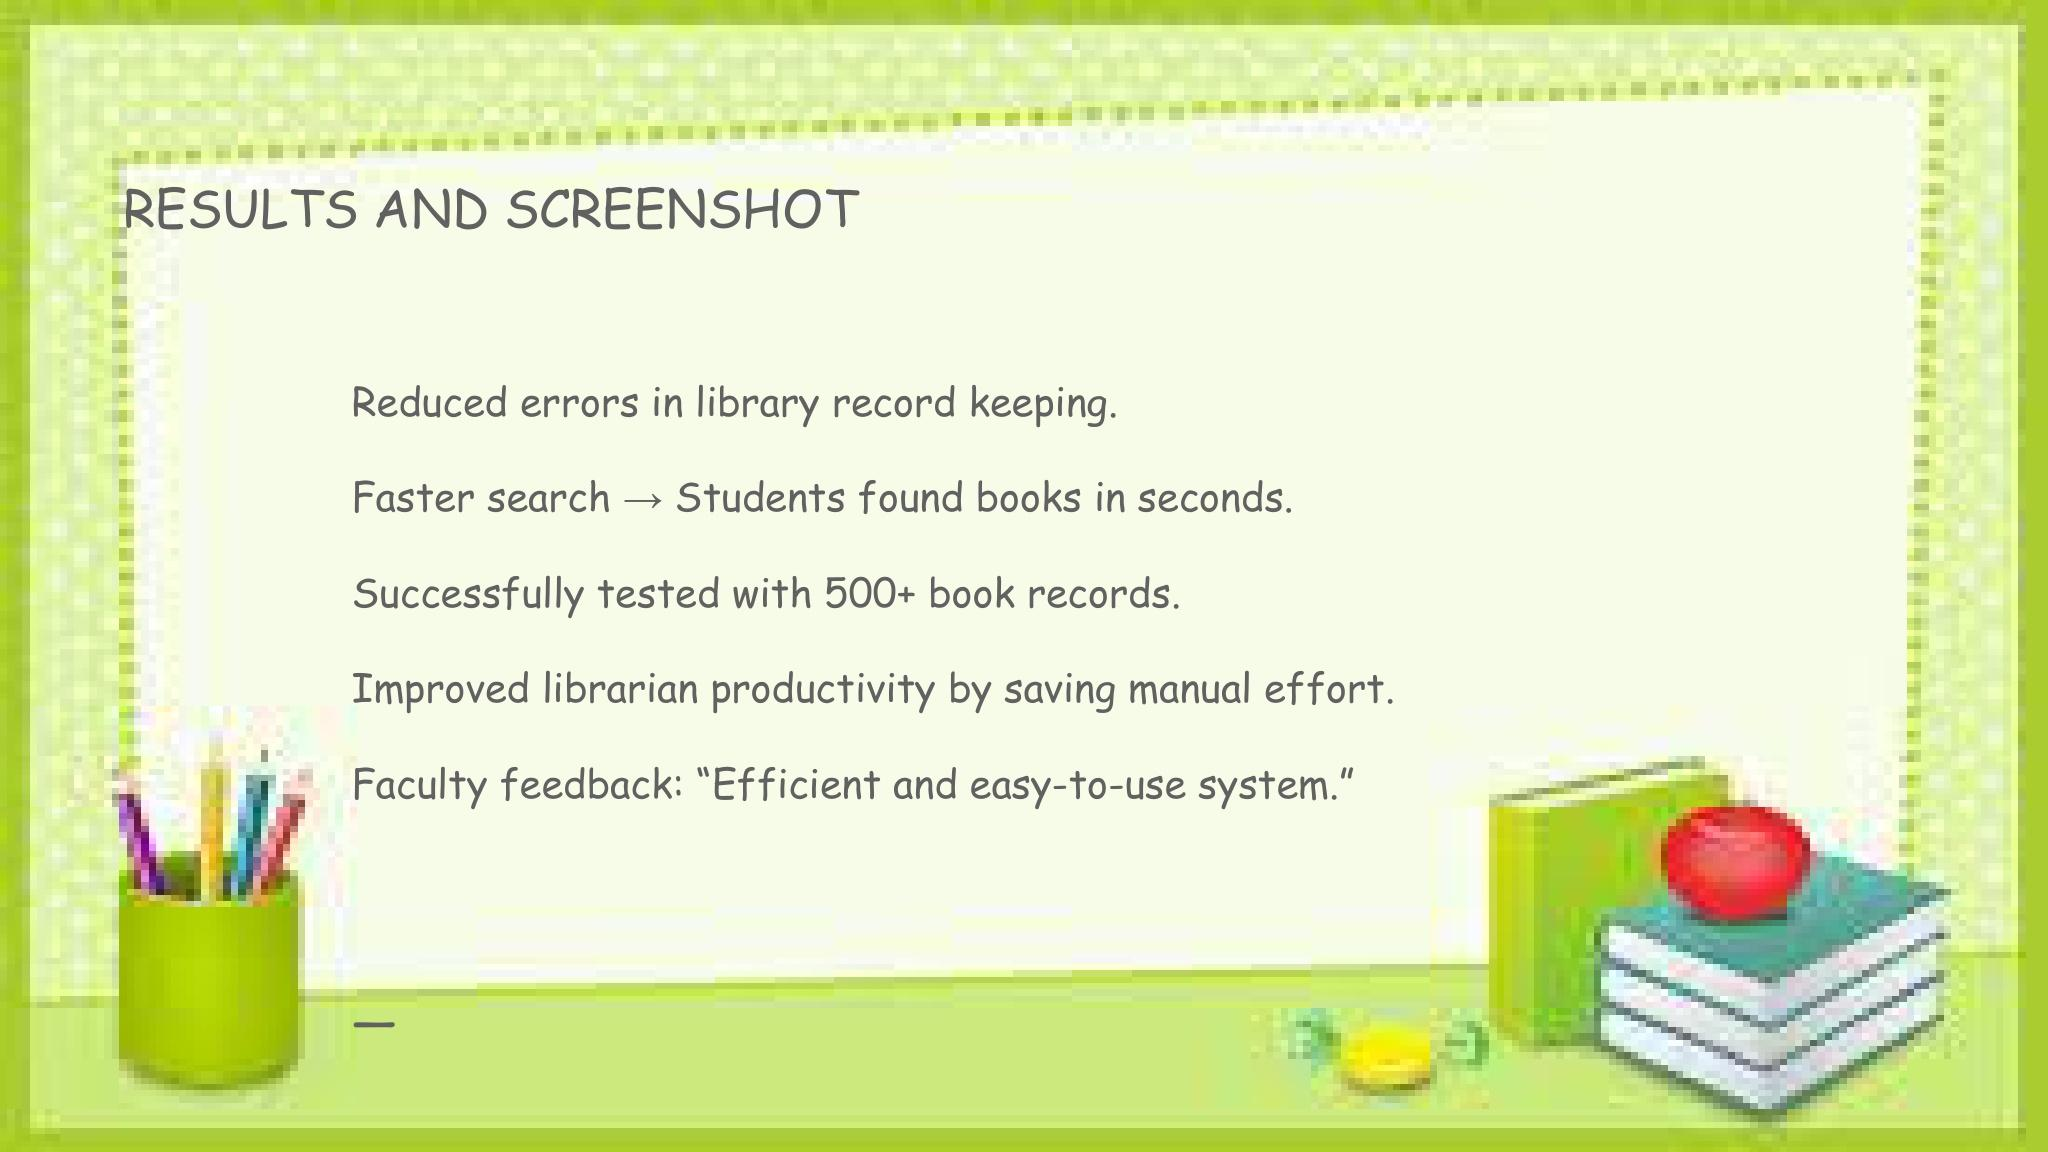 RESULTS AND SCREENSHOT
Reduced errors in library record keeping.
Faster search → Students found books in seconds.
Successfully tested with 500+ book records.
Improved librarian productivity by saving manual effort.
Faculty feedback: “Efficient and easy-to-use system.”
—